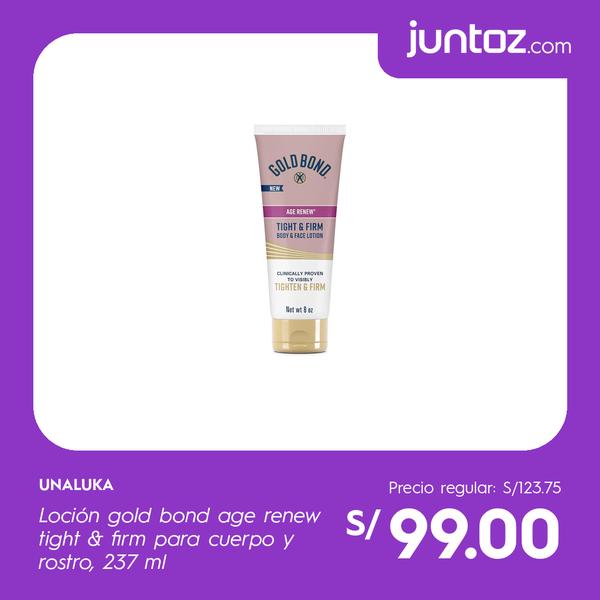 juntoz.com
GOLD BOND
NEW
AGE RENEW
TIGHT & FIRM
BODY & FACE LOTION
CLINICALLY PROVEN
TO VISIBLY
TIGHTEN & FIRM
Net wt 8 oz
UNALUKA
Loción gold bond age renew
tight & firm para cuerpo y
rostro, 237 ml
Precio regular: S/123.75
S/99.00